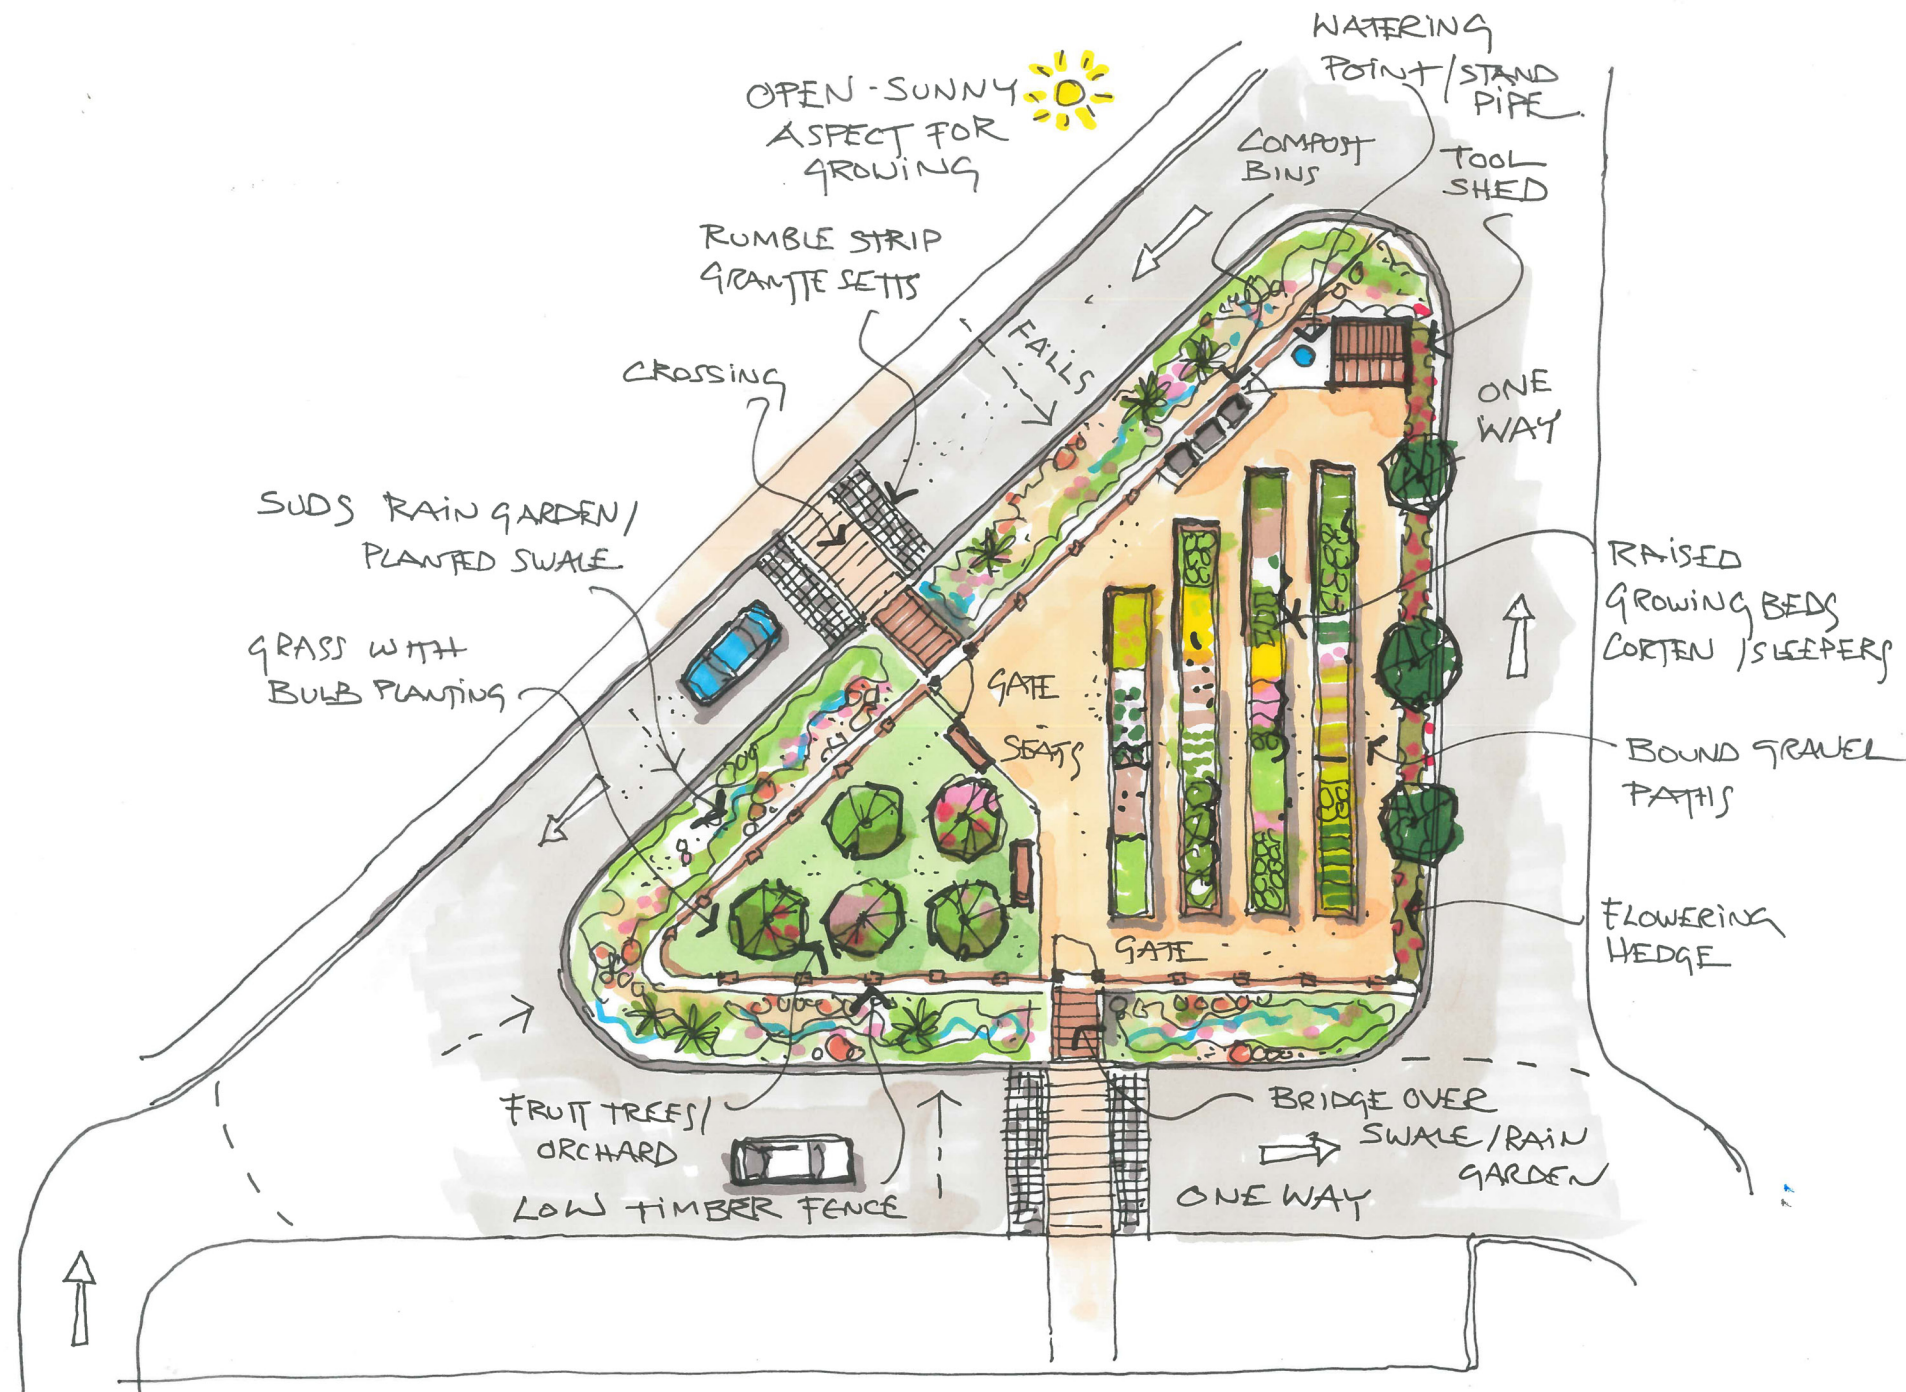 WATERING
POINT/STAND
PIPE.
OPEN-SUNNY
ASPECT FOR
GROWING
COMPOST
BINS
TOOL
SHED
RUMBLE STRIP
GRANITE SETTS
FALLS
CROSSING
ONE
WAY
SUDS RAIN GARDEN/
PLANTED SWALE
RAISED
GROWING BEDS
CORTEN /SLEEPERS
GRASS WITH
BULB PLANTING
GATE
SEATS
BOUND GRAVEL
PATHS
FLOWERING
HEDGE
GATE
FRUIT TREES/
ORCHARD
LOW TIMBER FENCE
BRIDGE OVER
SWALE/RAIN
GARDEN
ONE WAY